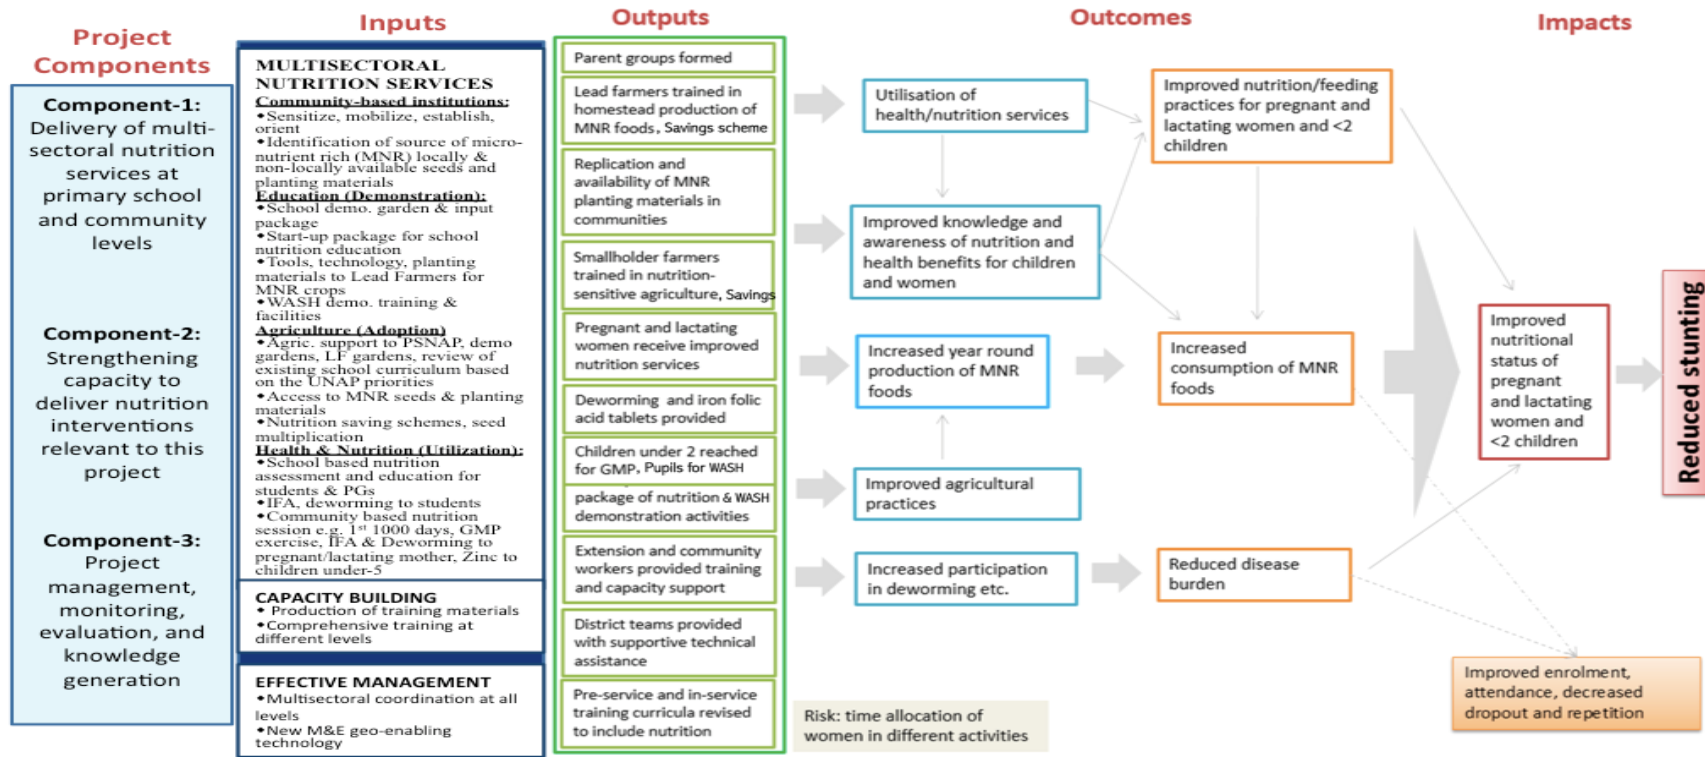 Project
Components
Inputs
Outputs
Outcomes
Impacts
Component-1:
Delivery of multi-
sectoral nutrition
services at
primary school
and community
levels
Component-2:
Strengthening
capacity to
deliver nutrition
interventions
relevant to this
project
Component-3:
Project
management,
monitoring,
evaluation, and
knowledge
generation
MULTISECTORAL
NUTRITION SERVICES
Community-based institutions:
◆Sensitize, mobilize, establish,
orient
◆Identification of source of micro-
nutrient rich (MNR) locally &
non-locally available seeds and
planting materials
Education (Demonstration):
◆School demo. garden & input
package
◆Start-up package for school
nutrition education
◆Tools, technology, planting
materials to Lead Farmers for
MNR crops
◆WASH demo. training &
facilities
Agriculture (Adoption)
◆Agric. support to PSNAP, demo
gardens, LF gardens, review of
existing school curriculum based
on the UNAP priorities
◆Access to MNR seeds & planting
materials
◆Nutrition saving schemes, seed
multiplication
Health & Nutrition (Utilization):
◆School based nutrition
assessment and education for
students & PGs
◆IFA, deworming to students
◆Community based nutrition
session e.g. 1st 1000 days, GMP
exercise, IFA & Deworming to
pregnant/lactating mother, Zinc to
children under-5
CAPACITY BUILDING
◆ Production of training materials
◆Comprehensive training at
different levels
EFFECTIVE MANAGEMENT
◆Multisectoral coordination at all
levels
◆New M&E geo-enabling
technology
Parent groups formed
Lead farmers trained in
homestead production of
MNR foods, Savings scheme
Replication and
availability of MNR
planting materials in
communities
Smallholder farmers
trained in nutrition-
sensitive agriculture, Savings
Pregnant and lactating
women receive improved
nutrition services
Deworming and iron folic
acid tablets provided
Children under 2 reached
for GMP, Pupils for WASH
package of nutrition & WASH
demonstration activities
Extension and community
workers provided training
and capacity support
District teams provided
with supportive technical
assistance
Pre-service and in-service
training curricula revised
to include nutrition
Utilisation of
health/nutrition services
Improved knowledge and
awareness of nutrition and
health benefits for children
and women
Increased year round
production of MNR
foods
Improved agricultural
practices
Increased participation
in deworming etc.
Risk: time allocation of
women in different activities
Improved nutrition/feeding
practices for pregnant and
lactating women and <2
children
Increased
consumption of MNR
foods
Reduced disease
burden
Improved
nutritional
status of
pregnant
and lactating
women and
<2 children
Reduced stunting
Improved enrolment,
attendance, decreased
dropout and repetition